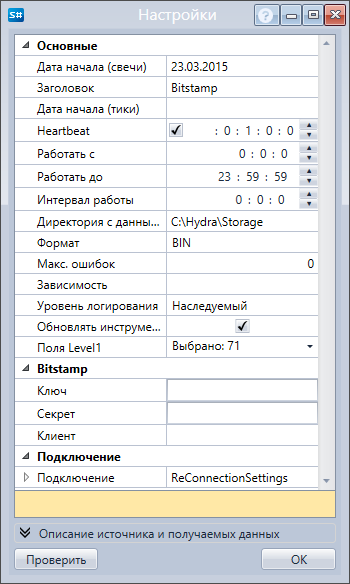 S# Настройки ?
Основные
Дата начала (свечи) 23.03.2015
Заголовок Bitstamp
Дата начала (тики)
Heartbeat : 0 : 1 : 0 : 0
Работать с 0 : 0 : 0
Работать до 23 : 59 : 59
Интервал работы 0 : 0 : 0
Директория с данны... C:\Hydra\Storage
Формат BIN
Макс. ошибок 0
Зависимость
Уровень логирования Наследуемый
Обновлять инструме...
Поля Level1 Выбрано: 71
Bitstamp
Ключ
Секрет
Клиент
Подключение
Подключение ReConnectionSettings
Описание источника и получаемых данных
Проверить OK